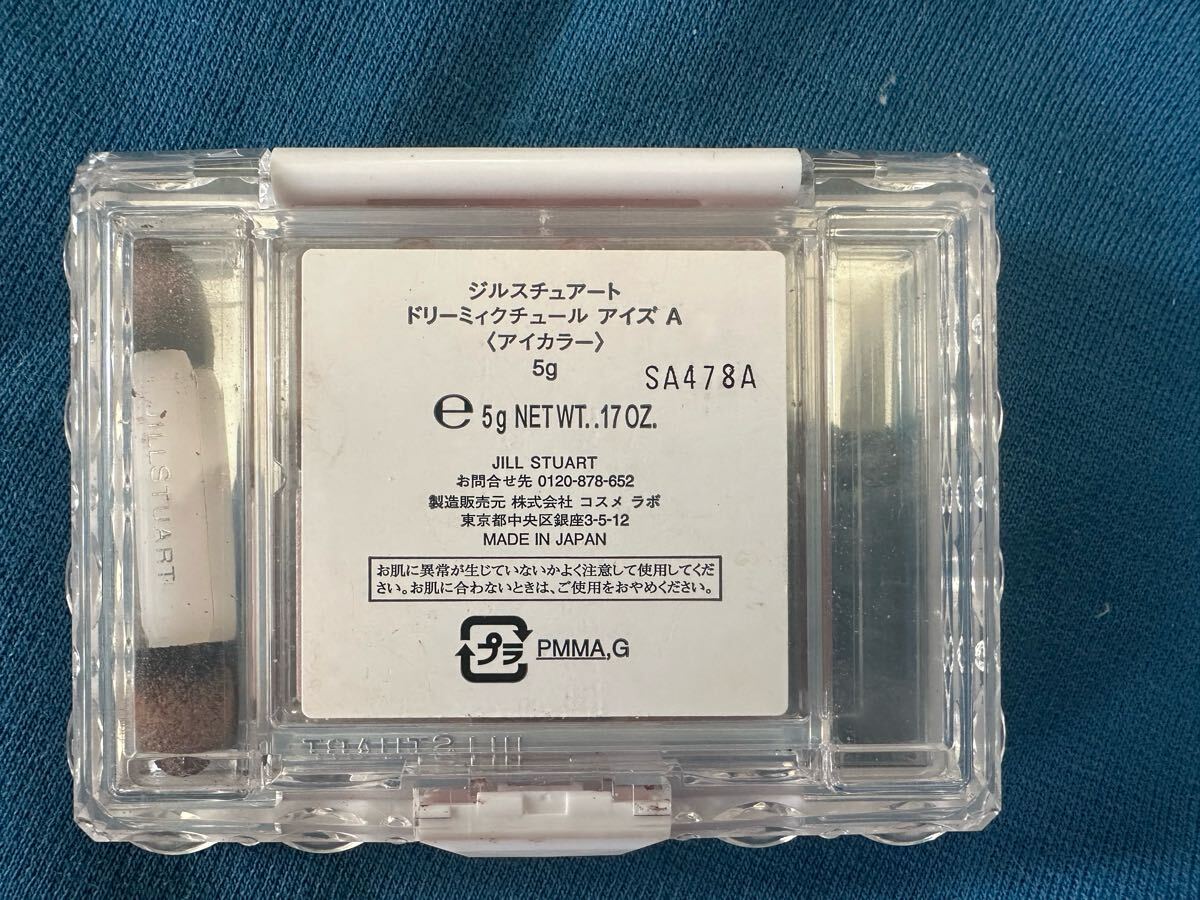 ジルスチュアート
ドリーミィクチュール アイズ A
〈アイカラー〉
5g
SA478A
℮ 5g NET WT. .17 OZ.
JILL STUART
お問合せ先 0120-878-652
製造販売元 株式会社 コスメ ラボ
東京都中央区銀座3-5-12
MADE IN JAPAN
お肌に異常が生じていないかよく注意して使用してくだ
さい。お肌に合わないときは、ご使用をおやめください。
プラ PMMA,G
JILLSTUART
JILL STUART